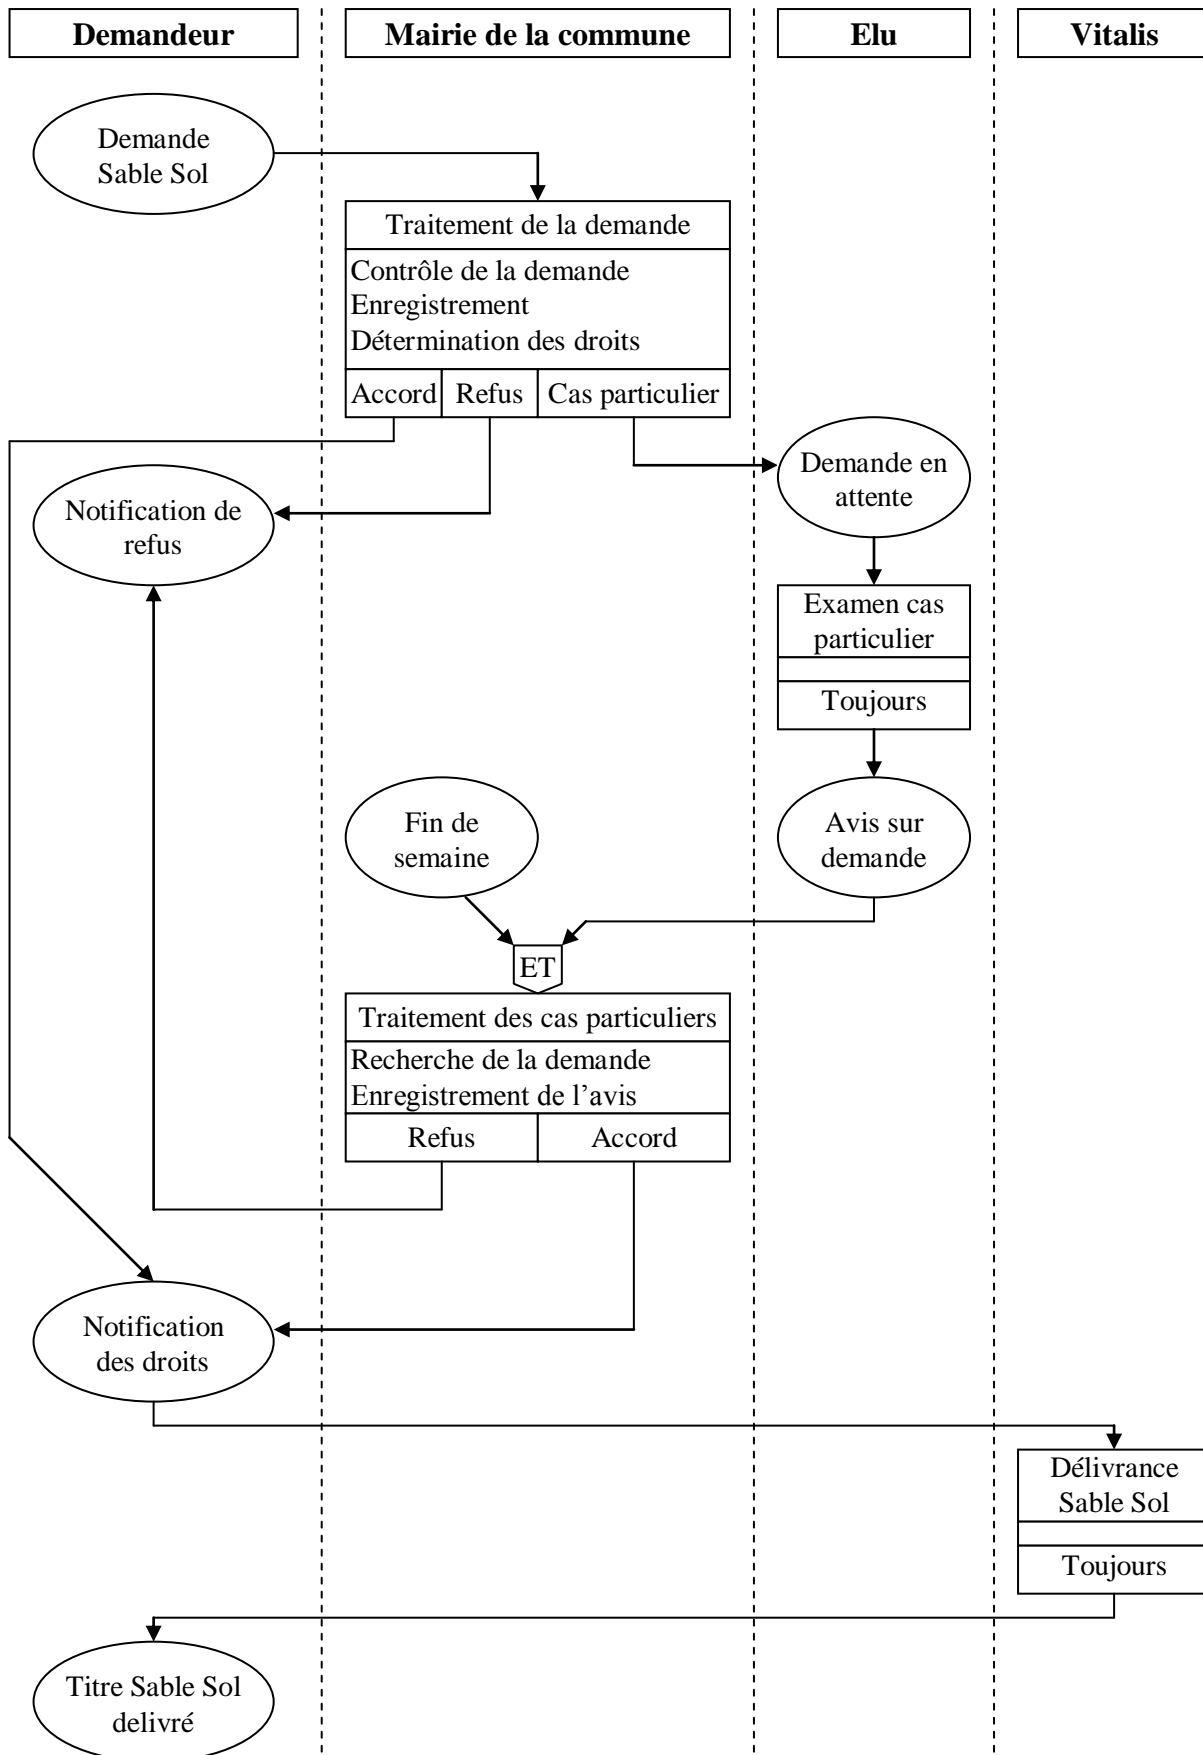 Demandeur
Mairie de la commune
Elu
Vitalis
Demande
Sable Sol
Traitement de la demande
Contrôle de la demande
Enregistrement
Détermination des droits
Accord
Refus
Cas particulier
Demande en
attente
Notification de
refus
Examen cas
particulier
Toujours
Fin de
semaine
Avis sur
demande
ET
Traitement des cas particuliers
Recherche de la demande
Enregistrement de l’avis
Refus
Accord
Notification
des droits
Délivrance
Sable Sol
Toujours
Titre Sable Sol
delivré